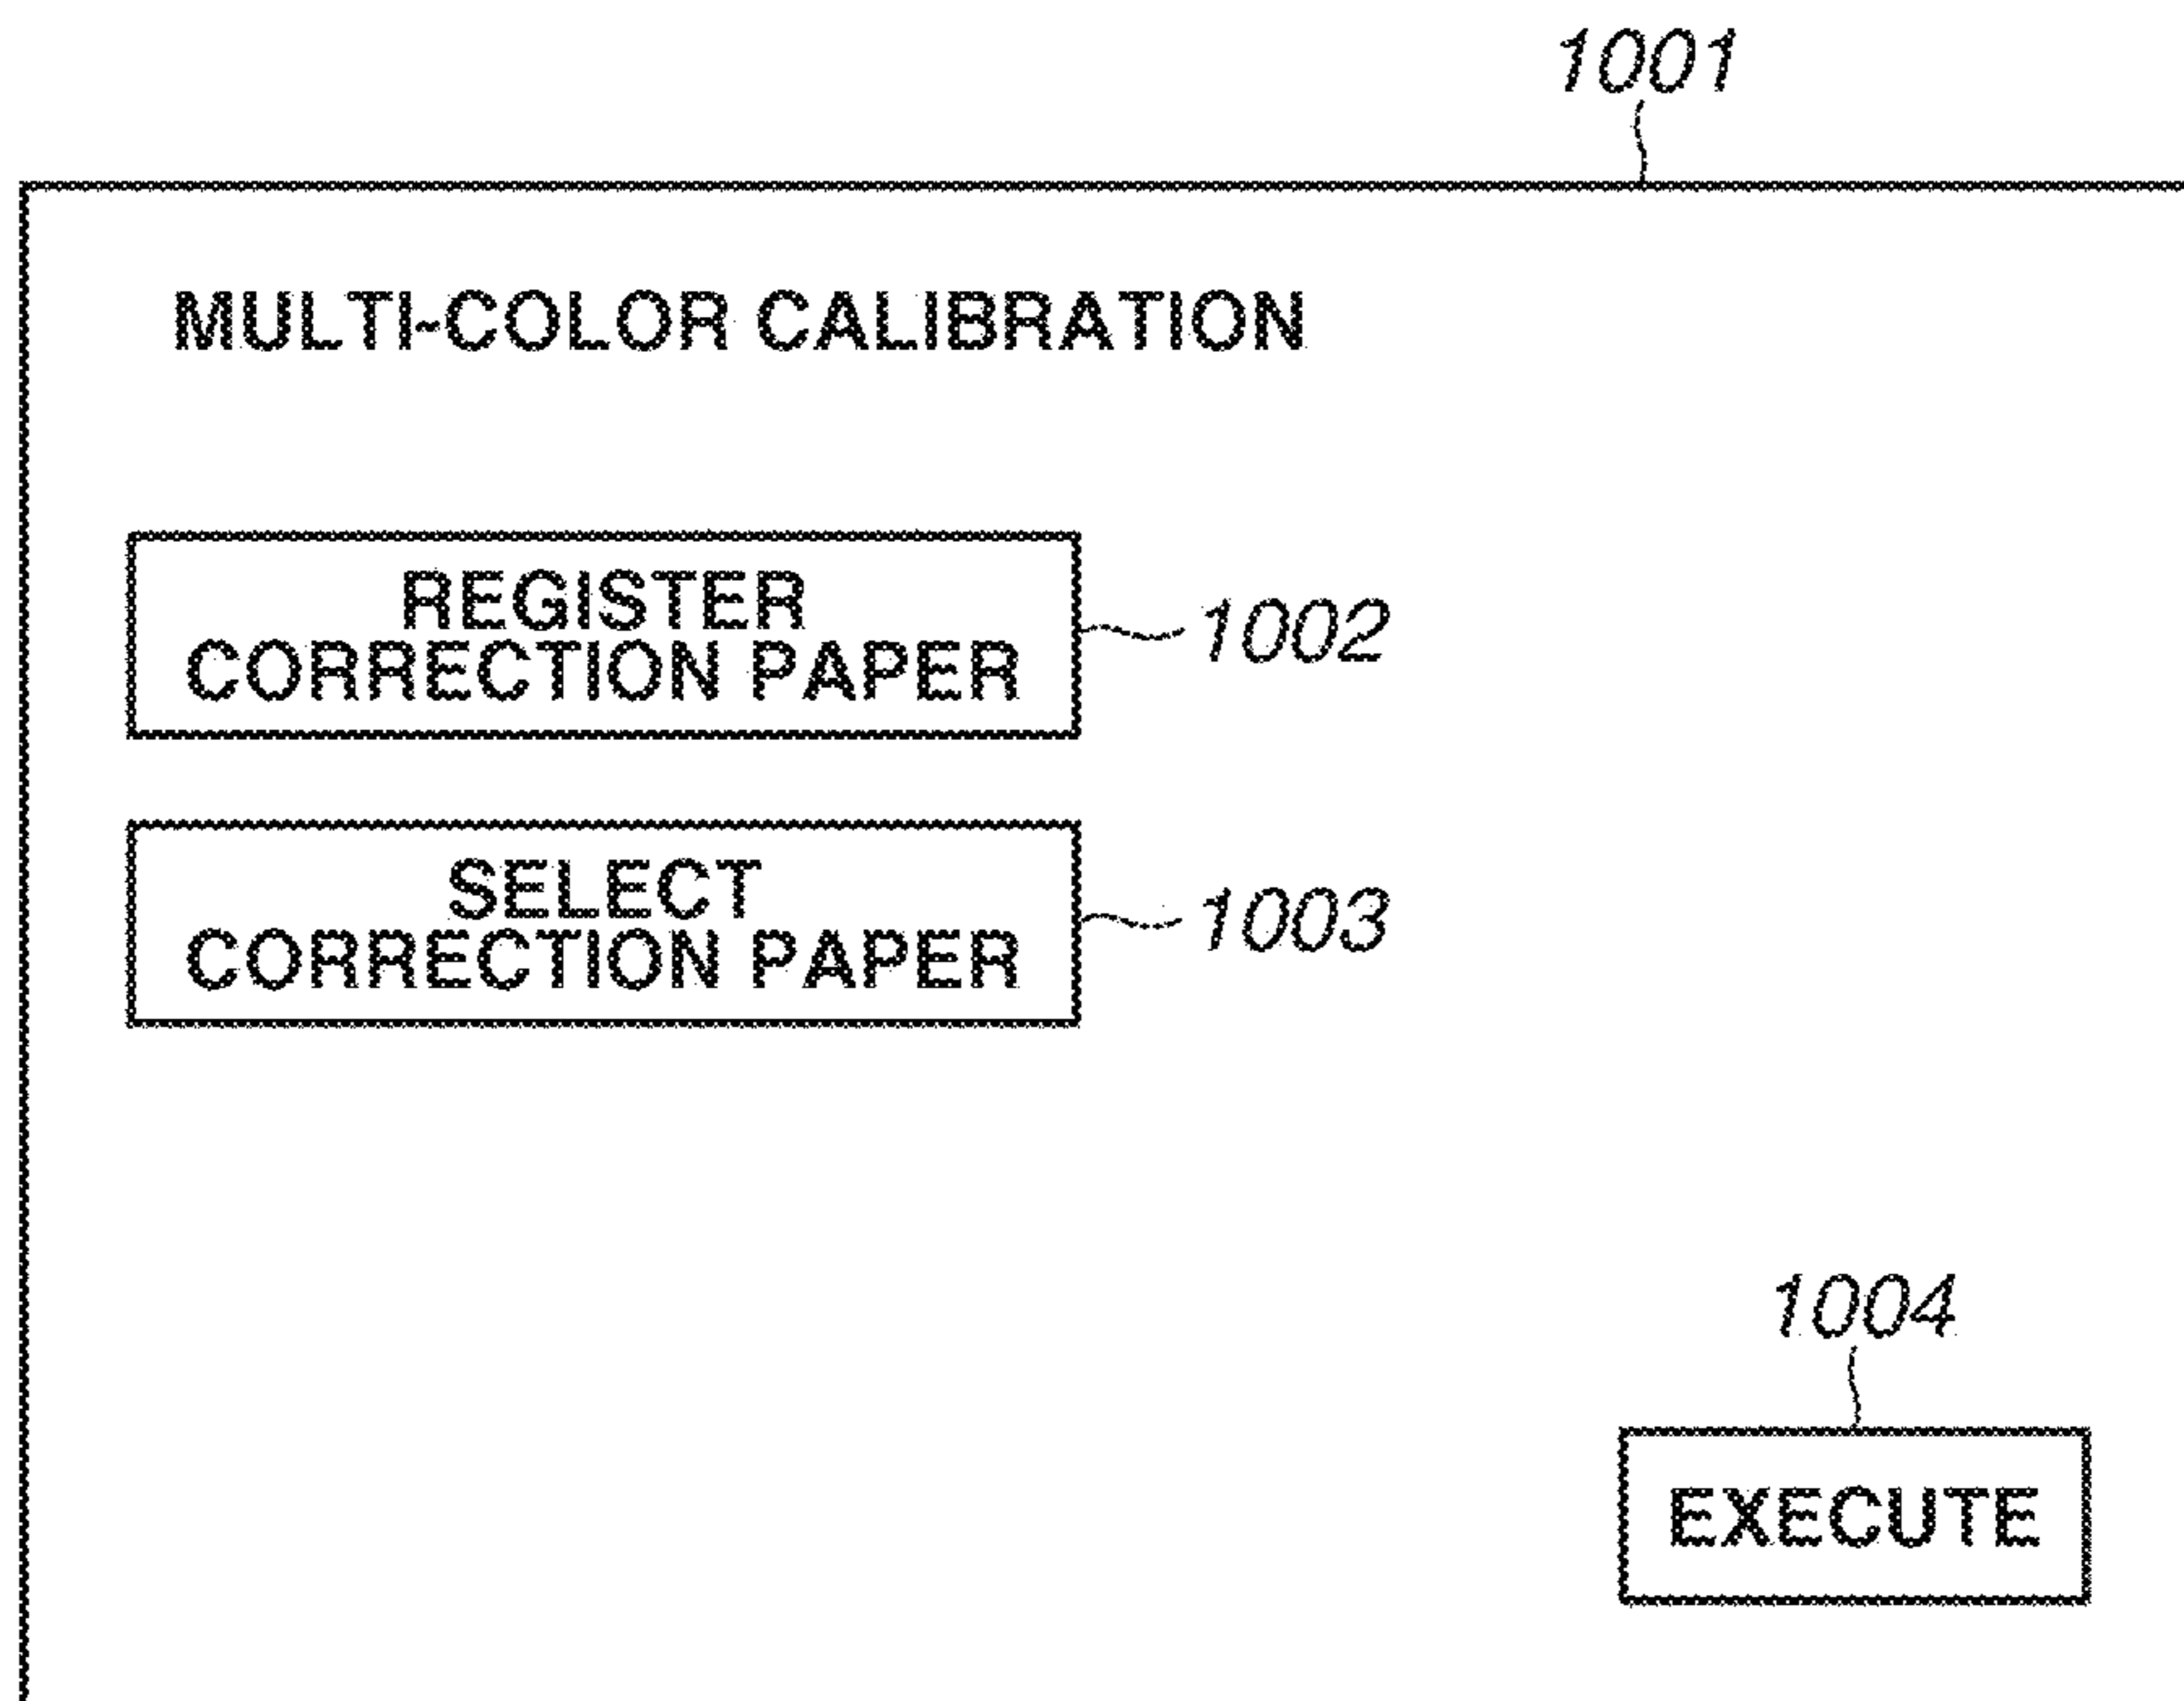 1001
MULTI-COLOR CALIBRATION
REGISTER
CORRECTION PAPER
1002
SELECT
CORRECTION PAPER
1003
1004
EXECUTE